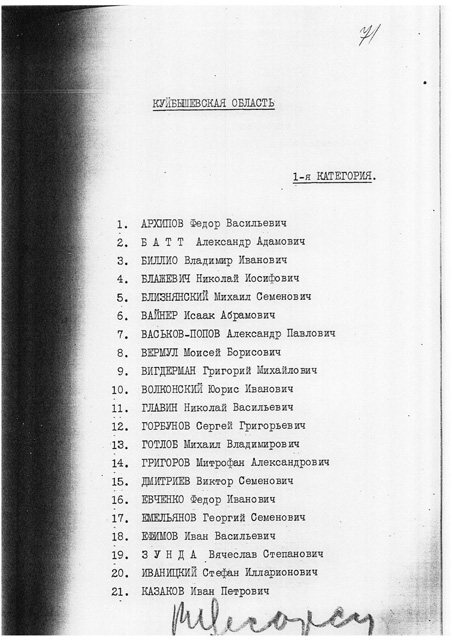 71
КУЙБЫШЕВСКАЯ ОБЛАСТЬ
1-я КАТЕГОРИЯ.
1. АРХИПОВ Федор Васильевич
2. Б А Т Т Александр Адамович
3. БИЛЛИО Владимир Иванович
4. БЛАЖЕВИЧ Николай Иосифович
5. БЛИЗНЯНСКИЙ Михаил Семенович
6. ВАЙНЕР Исаак Абрамович
7. ВАСЬКОВ-ПОПОВ Александр Павлович
8. ВЕРМУЛ Моисей Борисович
9. ВИГДЕРМАН Григорий Михайлович
10. ВОЛКОНСКИЙ Юорис Иванович
11. ГЛАВИН Николай Васильевич
12. ГОРБУНОВ Сергей Григорьевич
13. ГОТЛОБ Михаил Владимирович
14. ГРИГОРОВ Митрофан Александрович
15. ДМИТРИЕВ Виктор Семенович
16. ЕВЧЕНКО Федор Иванович
17. ЕМЕЛЬЯНОВ Георгий Семенович
18. ЕФИМОВ Иван Васильевич
19. З У Н Д А Вячеслав Степанович
20. ИВАНИЦКИЙ Стефан Илларионович
21. КАЗАКОВ Иван Петрович